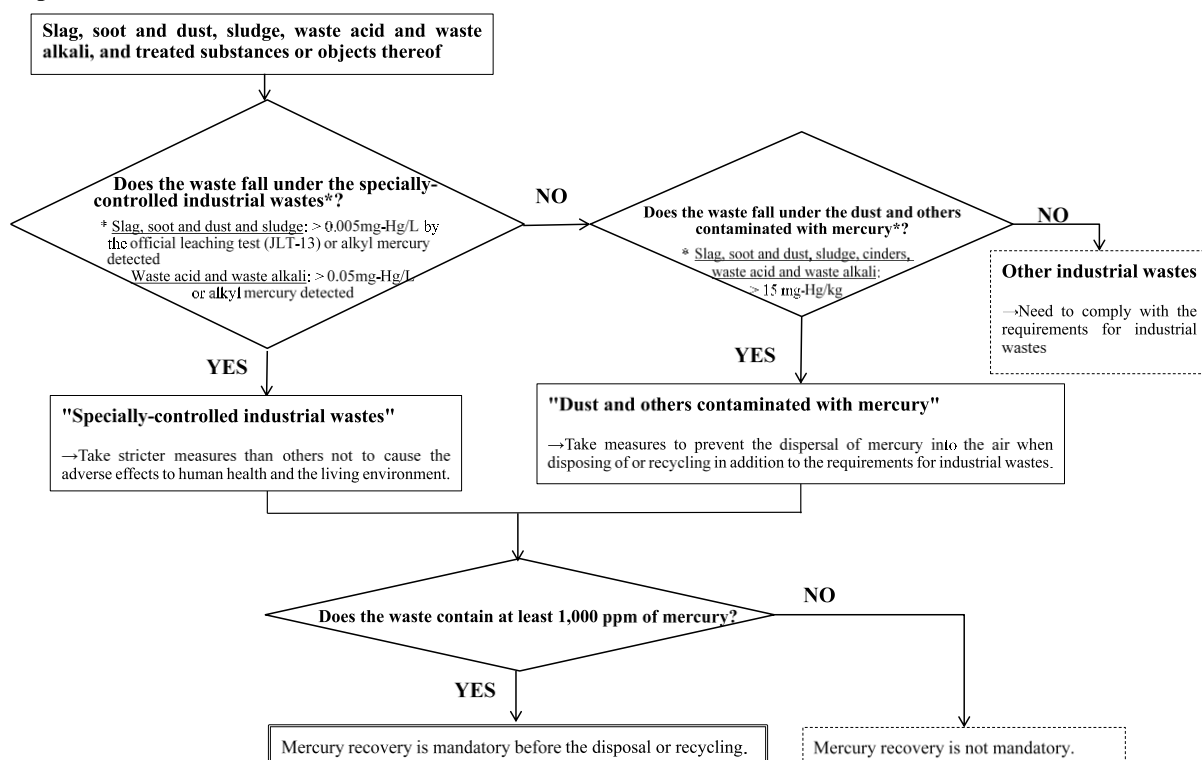 Slag, soot and dust, sludge, waste acid and waste
alkali, and treated substances or objects thereof
Does the waste fall under the specially-
controlled industrial wastes*?
* Slag, soot and dust and sludge: > 0.005mg-Hg/L by
the official leaching test (JLT-13) or alkyl mercury
detected
Waste acid and waste alkali: > 0.05mg-Hg/L
or alkyl mercury detected
NO
Does the waste fall under the dust and others
contaminated with mercury*?
* Slag, soot and dust, sludge, cinders,
waste acid and waste alkali:
> 15 mg-Hg/kg
NO
Other industrial wastes
→Need to comply with the
requirements for industrial
wastes
YES
YES
"Specially-controlled industrial wastes"
→Take stricter measures than others not to cause the
adverse effects to human health and the living environment.
"Dust and others contaminated with mercury"
→Take measures to prevent the dispersal of mercury into the air when
disposing of or recycling in addition to the requirements for industrial wastes.
Does the waste contain at least 1,000 ppm of mercury?
NO
YES
Mercury recovery is mandatory before the disposal or recycling.
Mercury recovery is not mandatory.